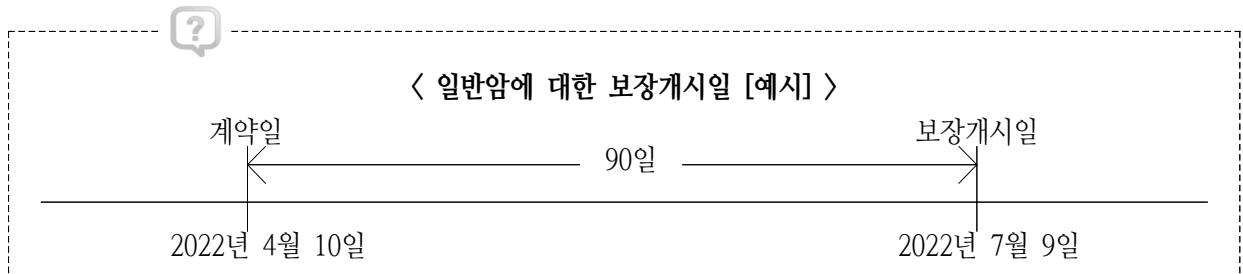 ?
〈 일반암에 대한 보장개시일 [예시] 〉
계약일 보장개시일
90일
2022년 4월 10일 2022년 7월 9일